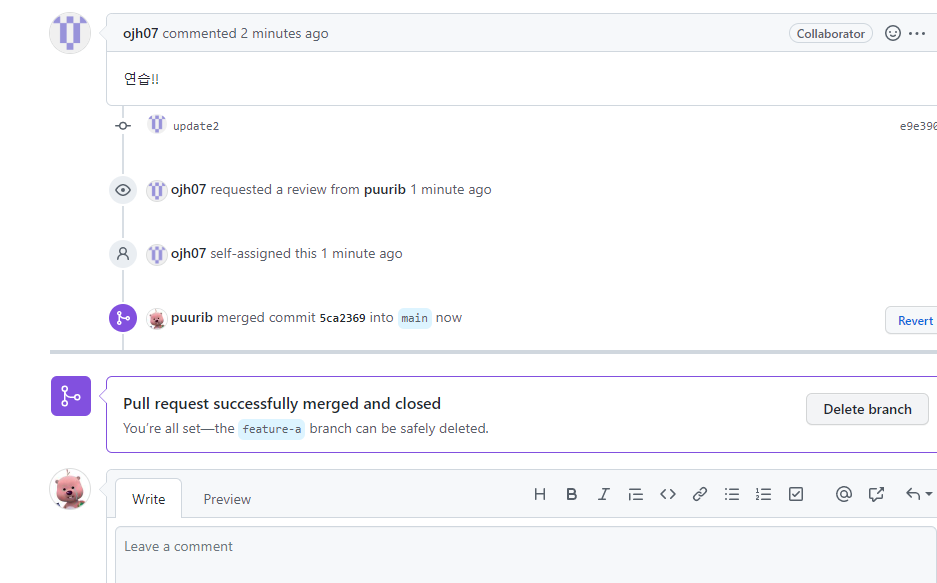 ojh07 commented 2 minutes ago Collaborator
연습!!
update2
ojh07 requested a review from puurib 1 minute ago
ojh07 self-assigned this 1 minute ago
puurib merged commit 5ca2369 into main now Revert
Pull request successfully merged and closed
Delete branch
You're all set—the feature-a branch can be safely deleted.
Write Preview
Leave a comment